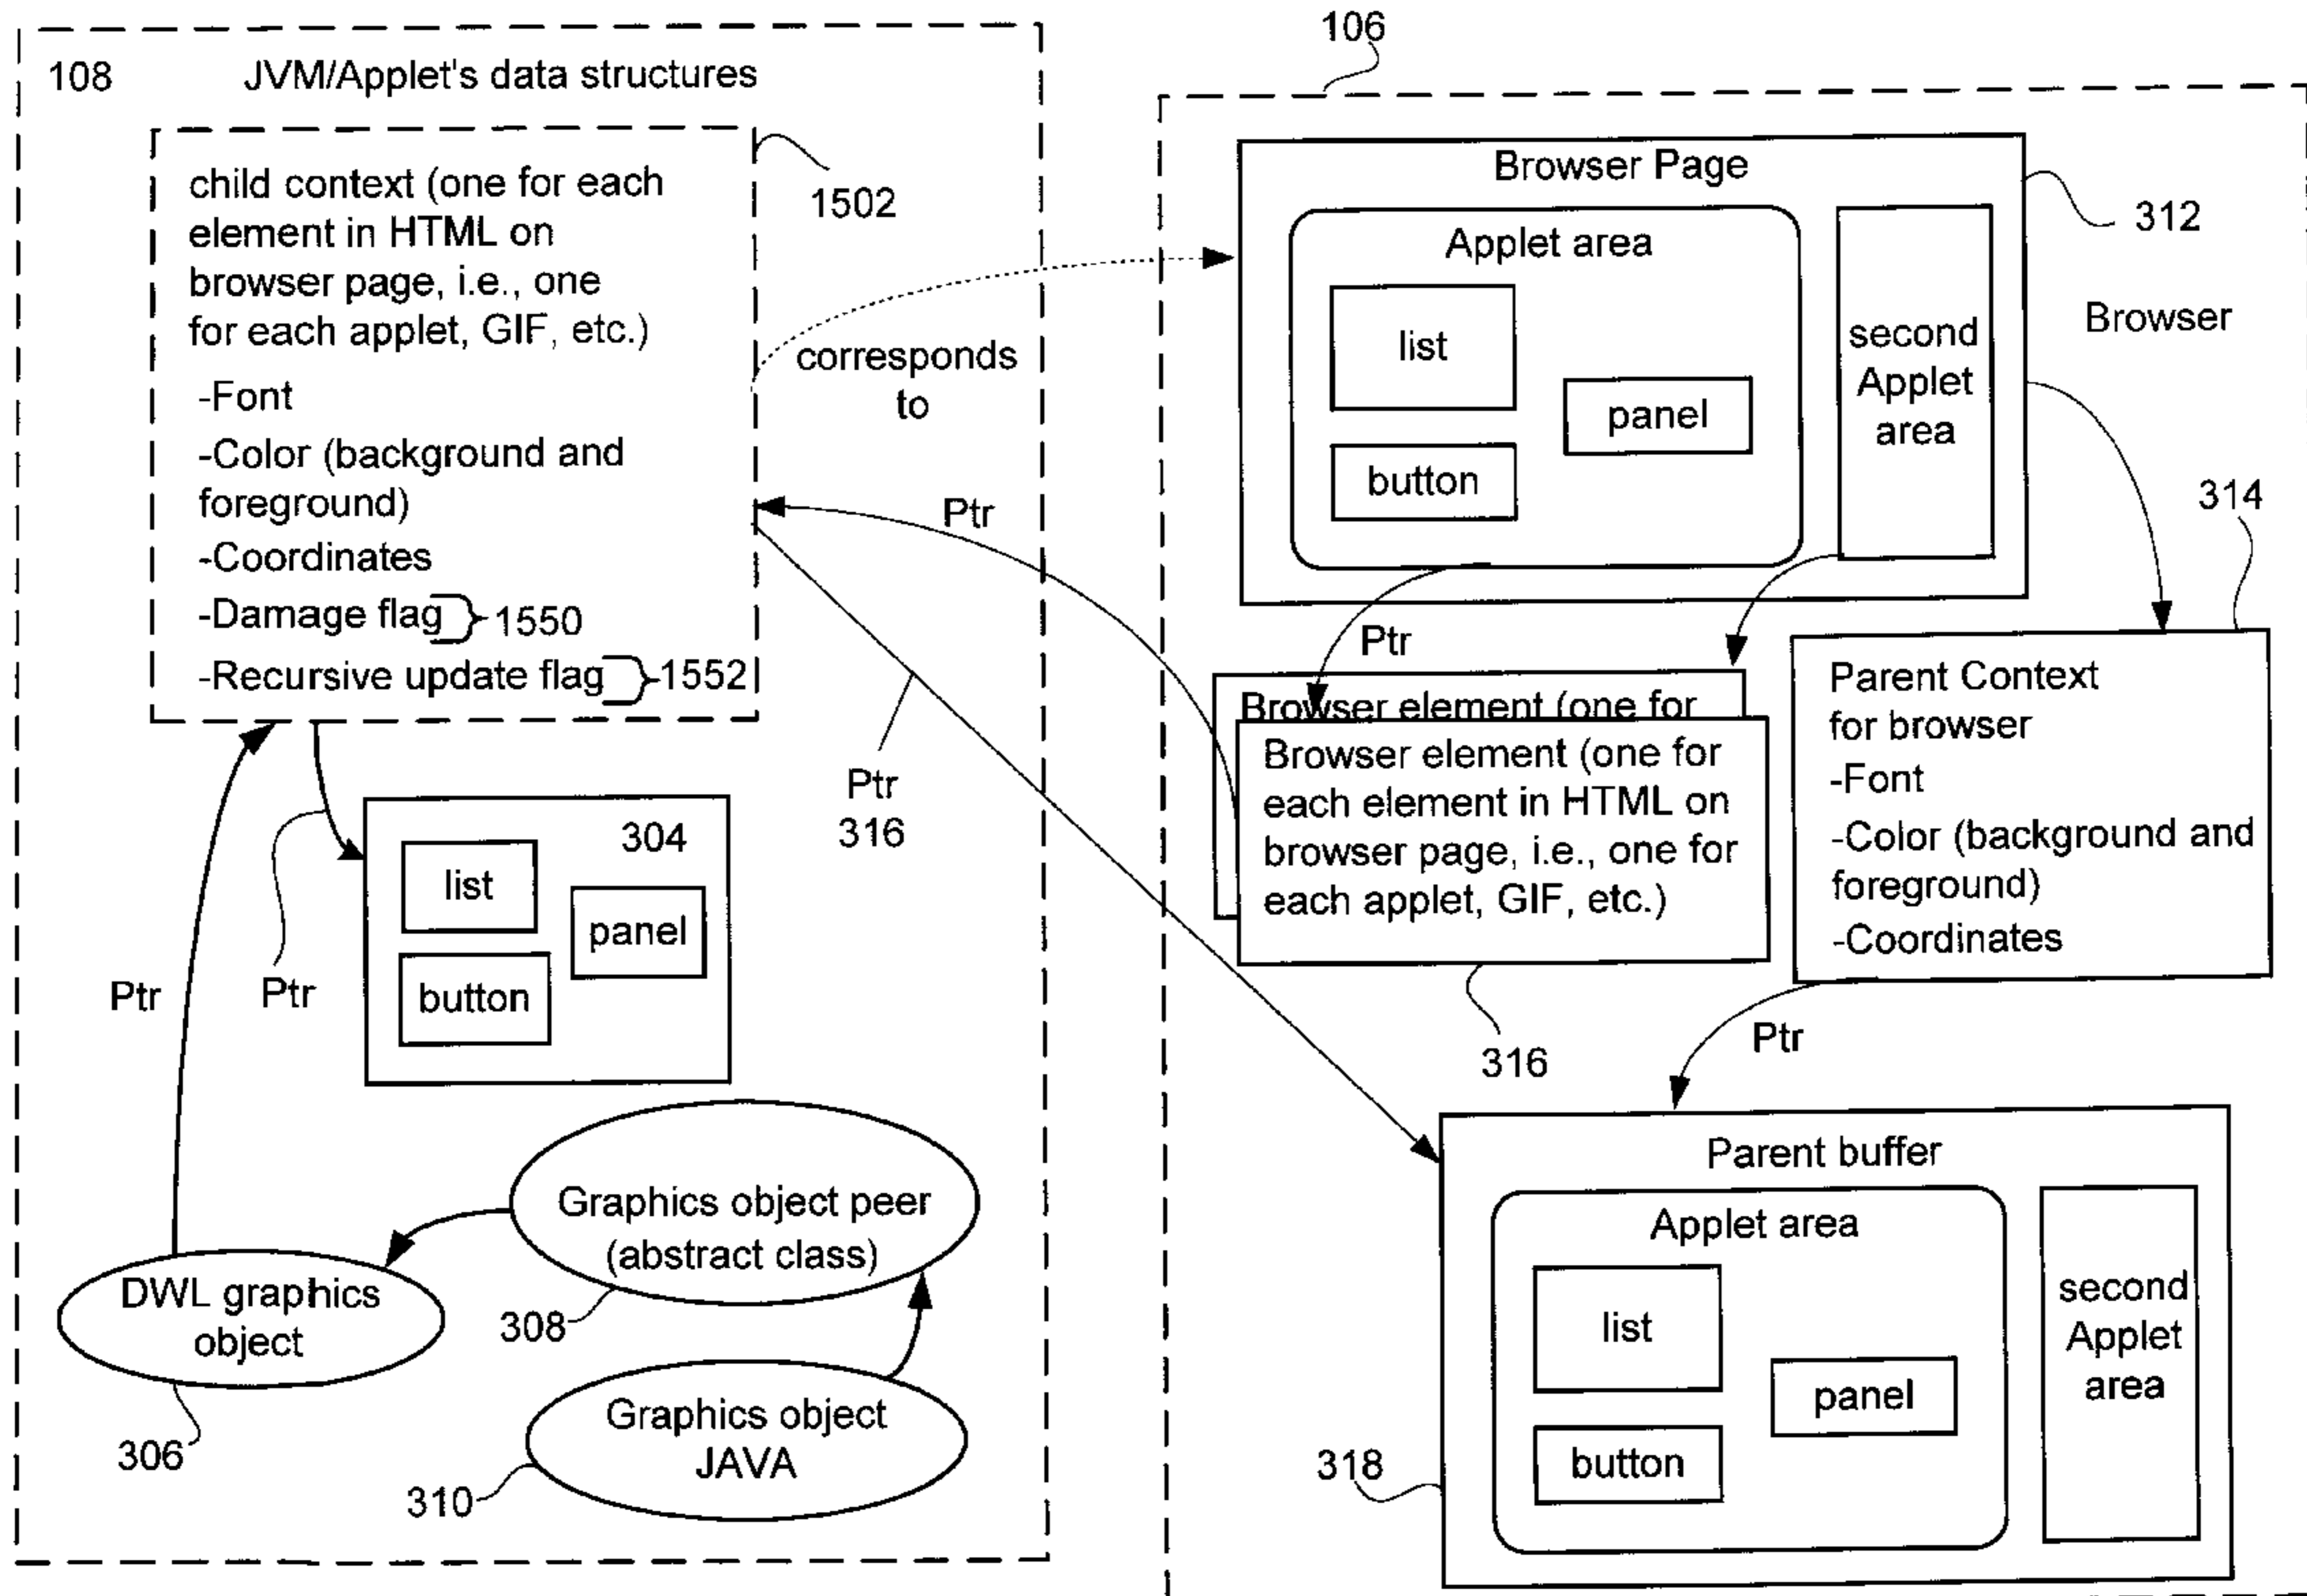 108
JVM/Applet's data structures
child context (one for each
element in HTML on
browser page, i.e., one
for each applet, GIF, etc.)
-Font
-Color (background and
foreground)
-Coordinates
-Damage flag
1550
-Recursive update flag
1552
1502
corresponds
to
Ptr
Ptr
316
Ptr
Ptr
304
list
panel
button
Graphics object peer
(abstract class)
308
DWL graphics
object
306
Graphics object
JAVA
310
106
Browser Page
312
Browser
Applet area
list
panel
button
second
Applet
area
314
Ptr
Browser element (one for
Browser element (one for
each element in HTML on
browser page, i.e., one for
each applet, GIF, etc.)
316
Parent Context
for browser
-Font
-Color (background and
foreground)
-Coordinates
Ptr
Parent buffer
Applet area
list
panel
button
second
Applet
area
318